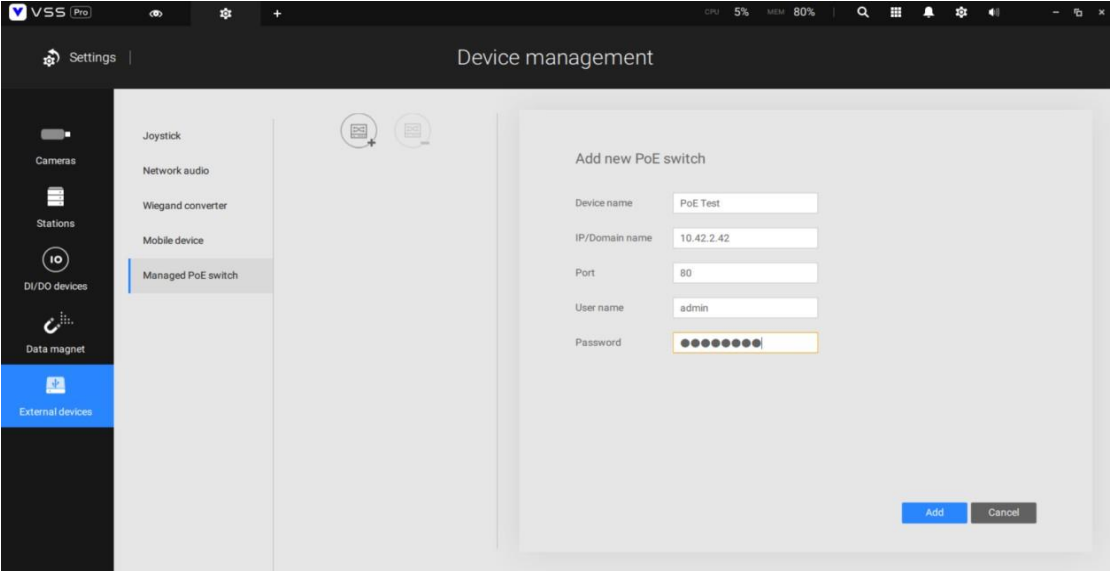 VSS Pro
CPU 5% MEM 80%
Settings
Device management
Cameras
Stations
IO
DI/DO devices
Data magnet
External devices
Joystick
Network audio
Wiegand converter
Mobile device
Managed PoE switch
Add new PoE switch
Device name PoE Test
IP/Domain name 10.42.2.42
Port 80
User name admin
Password
Add Cancel